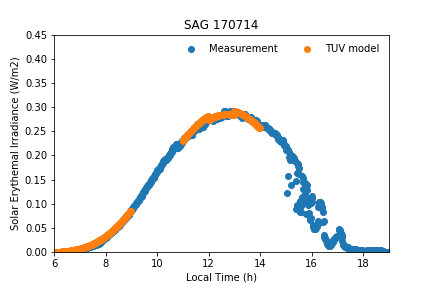 SAG 170714
Measurement
TUV model
Solar Erythemal Irradiance (W/m2)
0.45
0.40
0.35
0.30
0.25
0.20
0.15
0.10
0.05
0.00
6 8 10 12 14 16 18
Local Time (h)